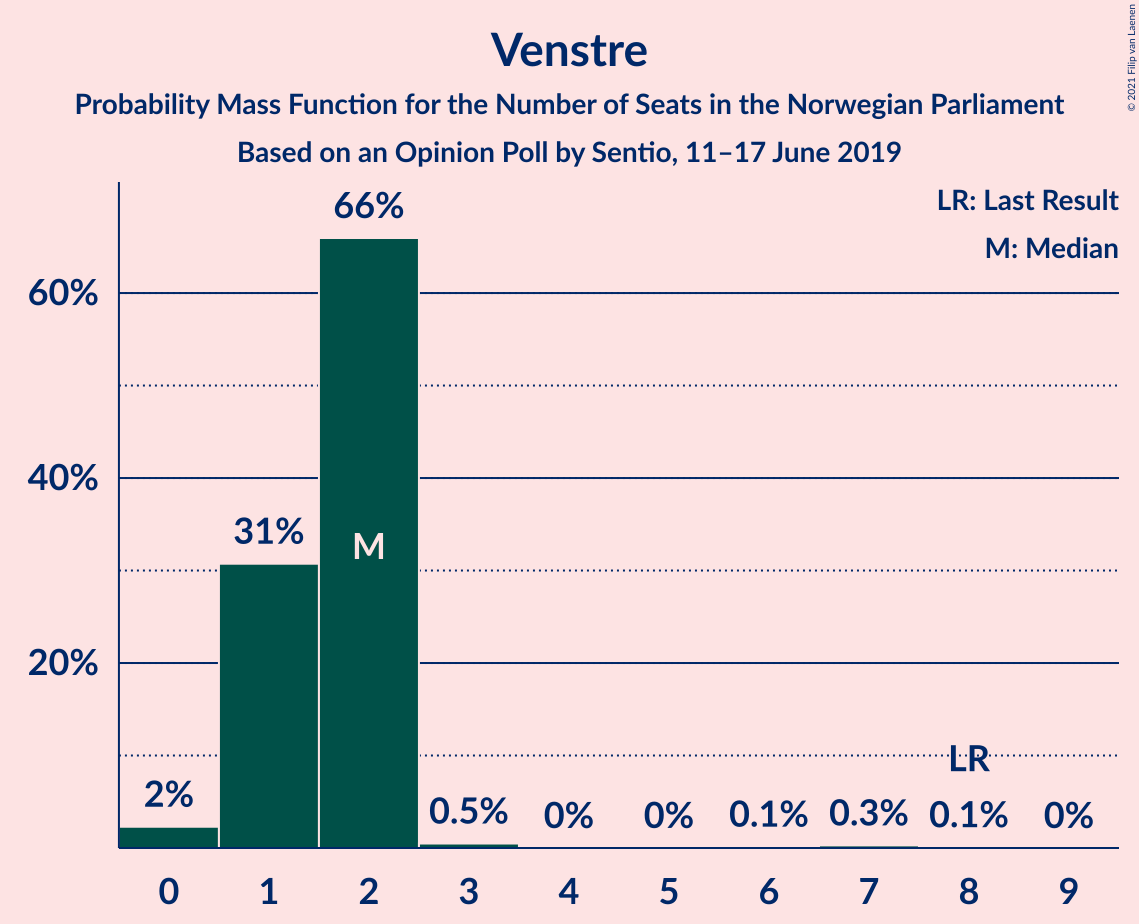 Venstre
Probability Mass Function for the Number of Seats in the Norwegian Parliament
Based on an Opinion Poll by Sentio, 11–17 June 2019
© 2021 Filip van Laenen
LR: Last Result
M: Median
60%
40%
20%
2%
31%
66%
M
0.5%
0%
0%
0.1%
0.3%
LR
0.1%
0%
0 1 2 3 4 5 6 7 8 9